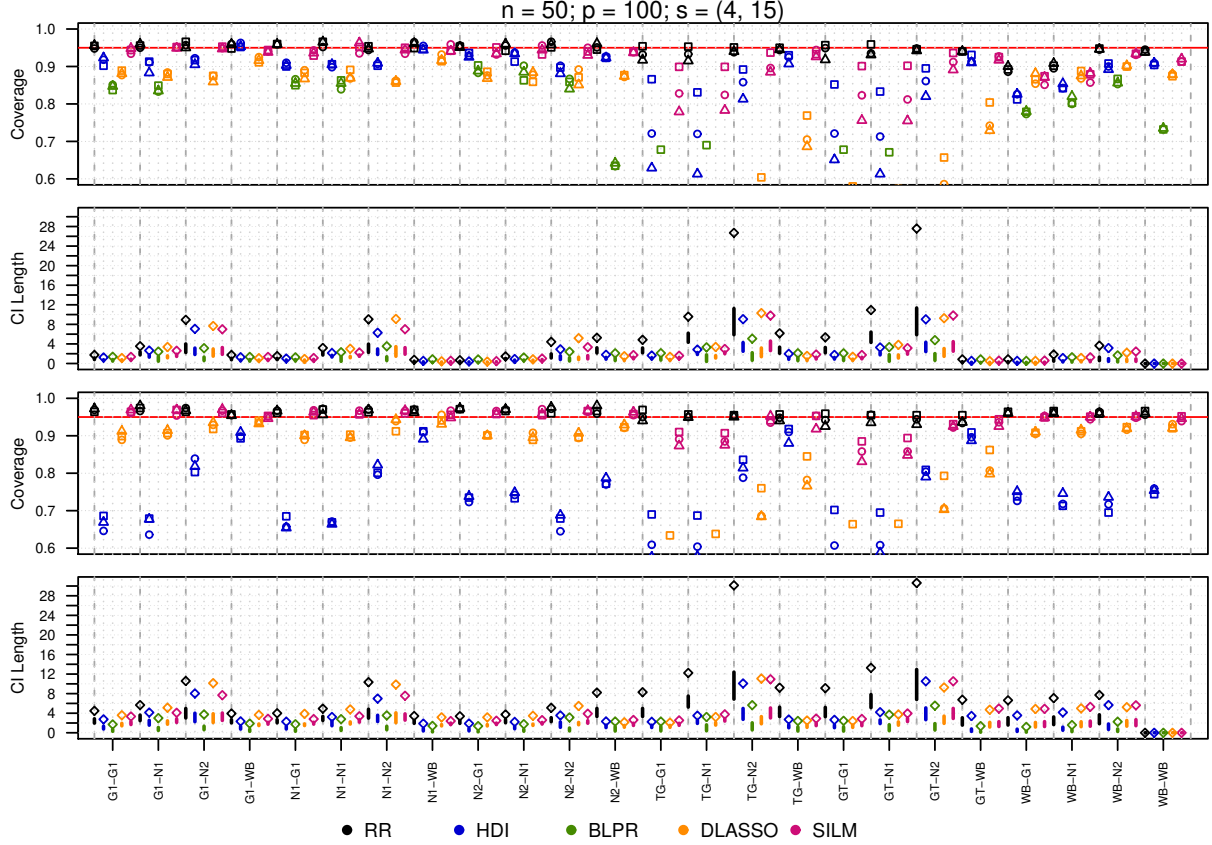 n = 50; p = 100; s = (4, 15)
Coverage
1.0
0.9
0.8
0.7
0.6
CI Length
28
24
20
16
12
8
4
0
Coverage
1.0
0.9
0.8
0.7
0.6
CI Length
28
24
20
16
12
8
4
0
G1−G1
G1−N1
G1−N2
G1−WB
N1−G1
N1−N1
N1−N2
N1−WB
N2−G1
N2−N1
N2−N2
N2−WB
TG−G1
TG−N1
TG−N2
TG−WB
GT−G1
GT−N1
GT−N2
GT−WB
WB−G1
WB−N1
WB−N2
WB−WB
RR HDI BLPR DLASSO SILM